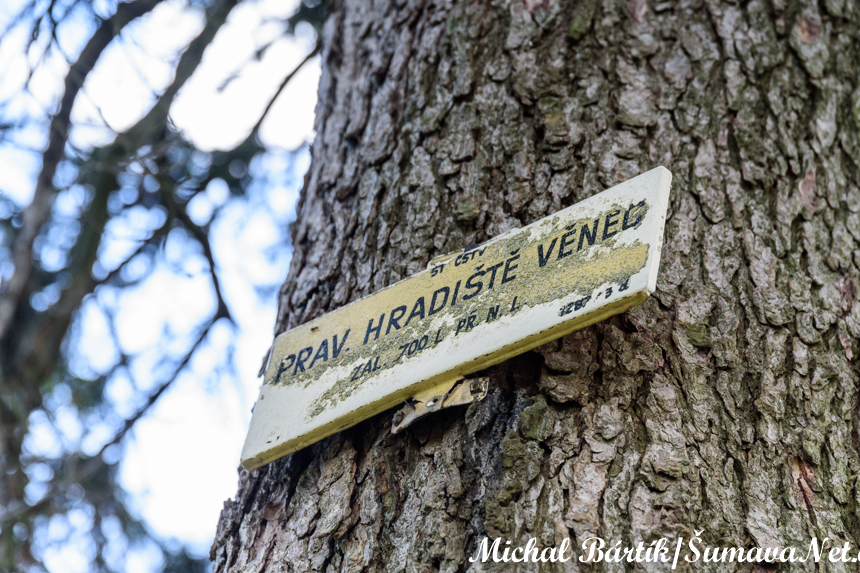 ST ČSTV
PRAV. HRADIŠTĚ VĚNEC
ZAL. 700 L. PŘ. N. L.
Michal Bártík/ŠumavaNet.